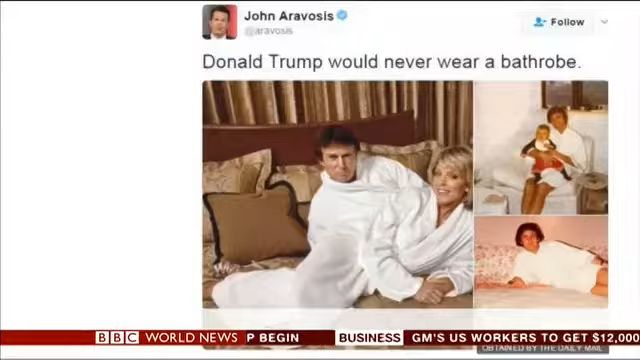 John Aravosis
@aravosis
Follow
Donald Trump would never wear a bathrobe.
OBTAINED BY THE DAILY MAIL
BBC WORLD NEWS P BEGIN BUSINESS GM'S US WORKERS TO GET $12,000